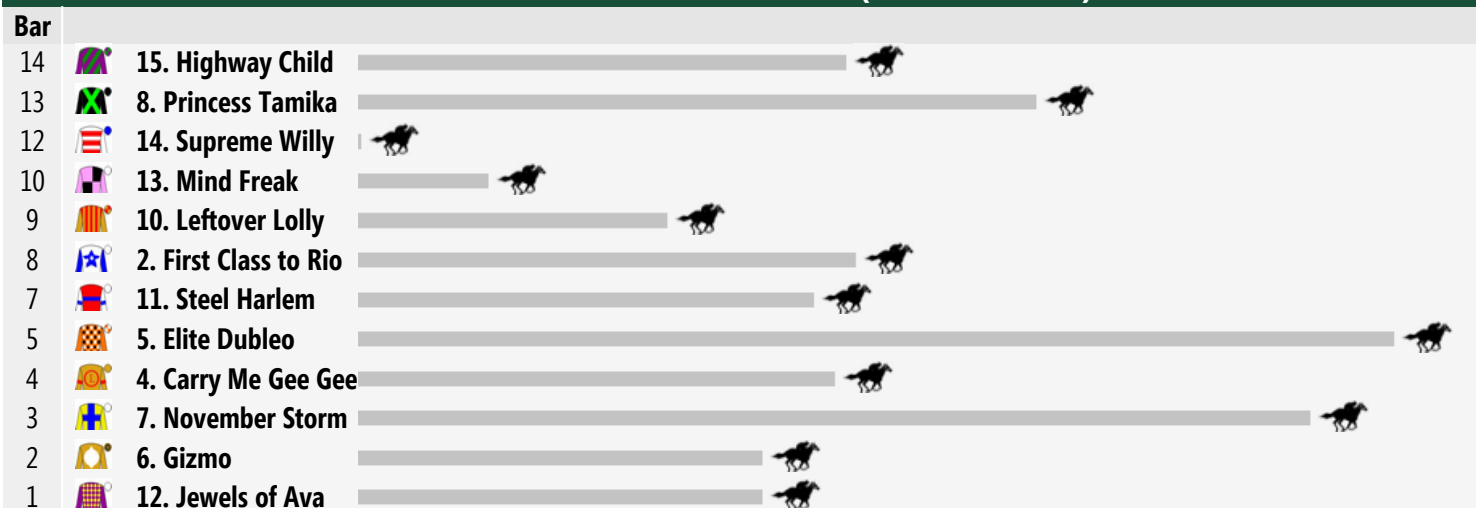 Bar
14 15. Highway Child
13 8. Princess Tamika
12 14. Supreme Willy
10 13. Mind Freak
9 10. Leftover Lolly
8 2. First Class to Rio
7 11. Steel Harlem
5 5. Elite Dubleo
4 4. Carry Me Gee Gee
3 7. November Storm
2 6. Gizmo
1 12. Jewels of Ava